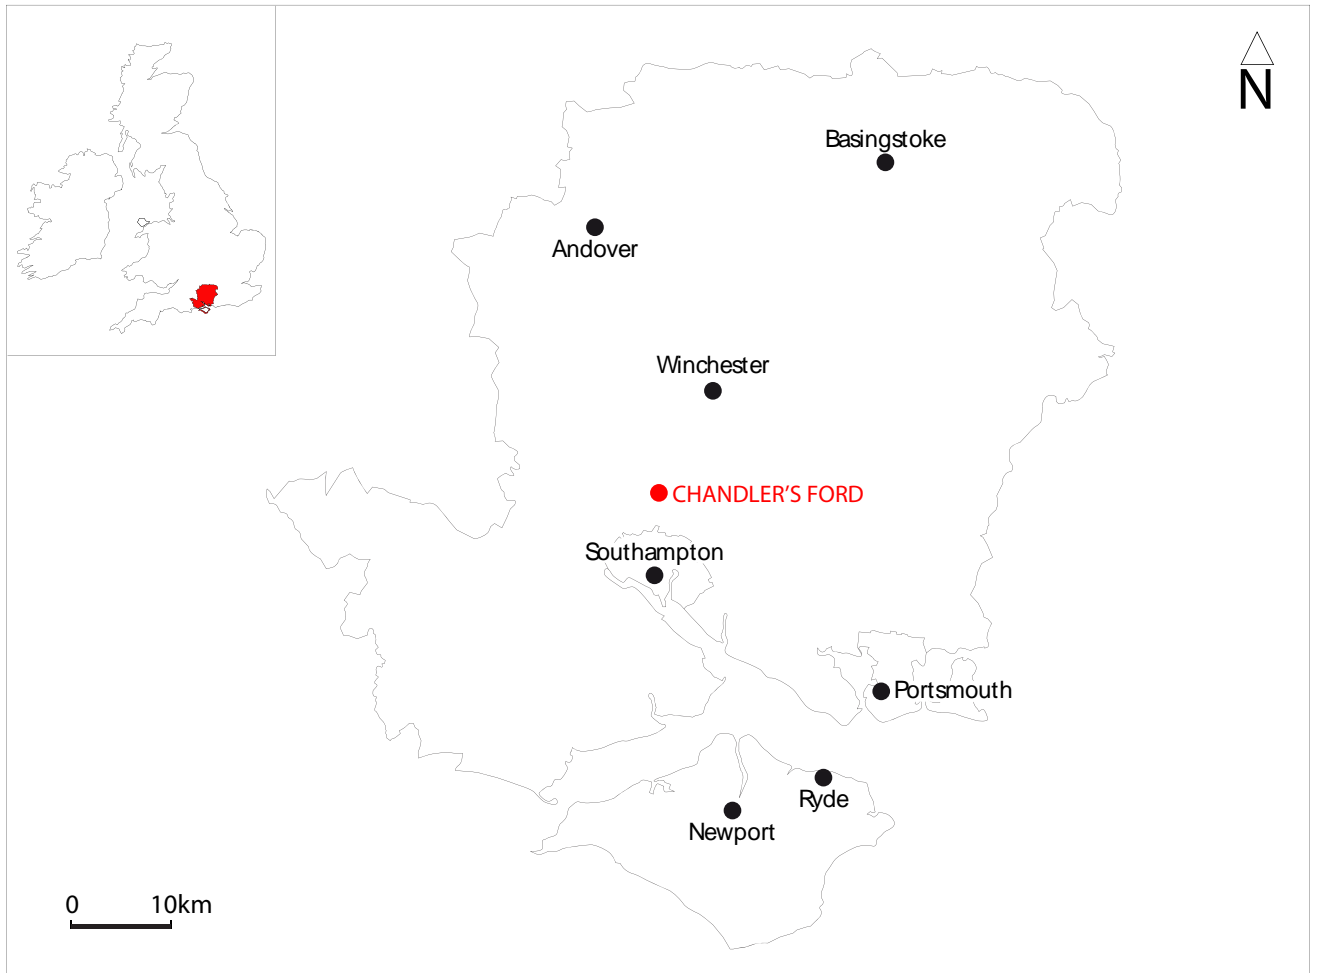 N
Basingstoke
Andover
Winchester
CHANDLER'S FORD
Southampton
Portsmouth
Ryde
Newport
0 10km